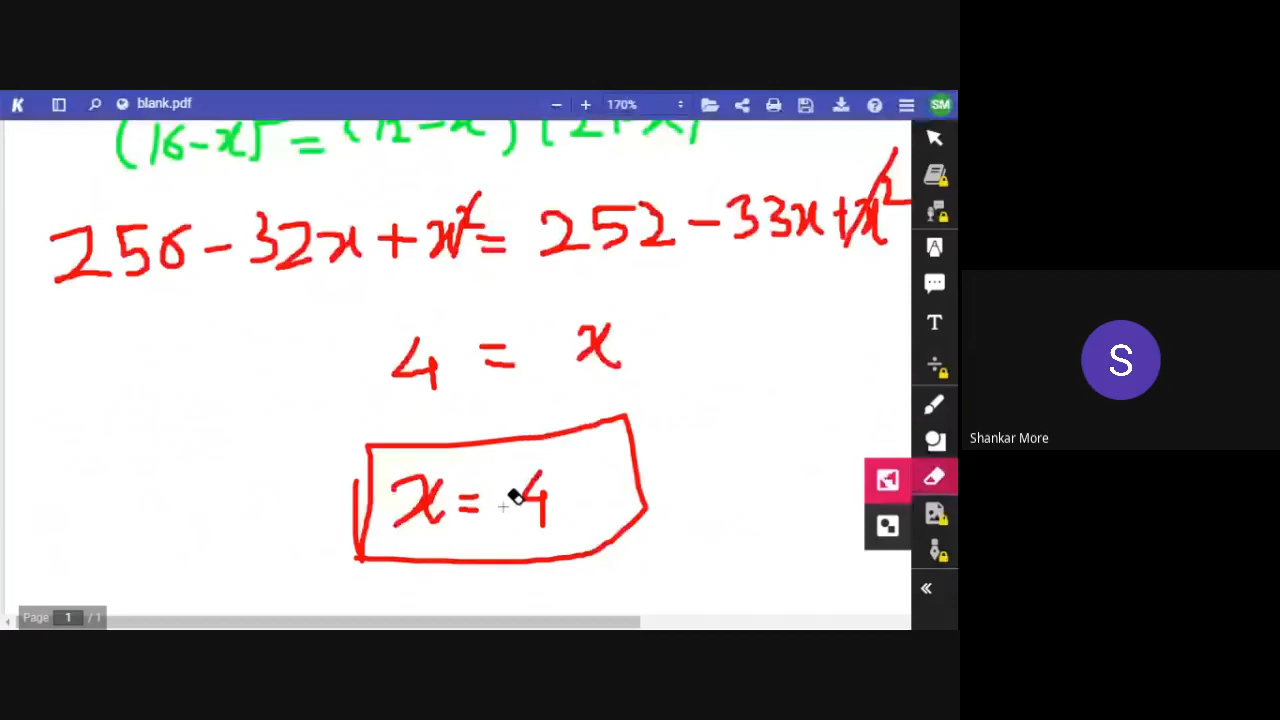 K blank.pdf 170% SM
(16-x)² = (12-x) (21-x)
256 - 32x + x² = 252 - 33x + x²
4 = x
x = 4
T
S
Shankar More
Page 1 / 1